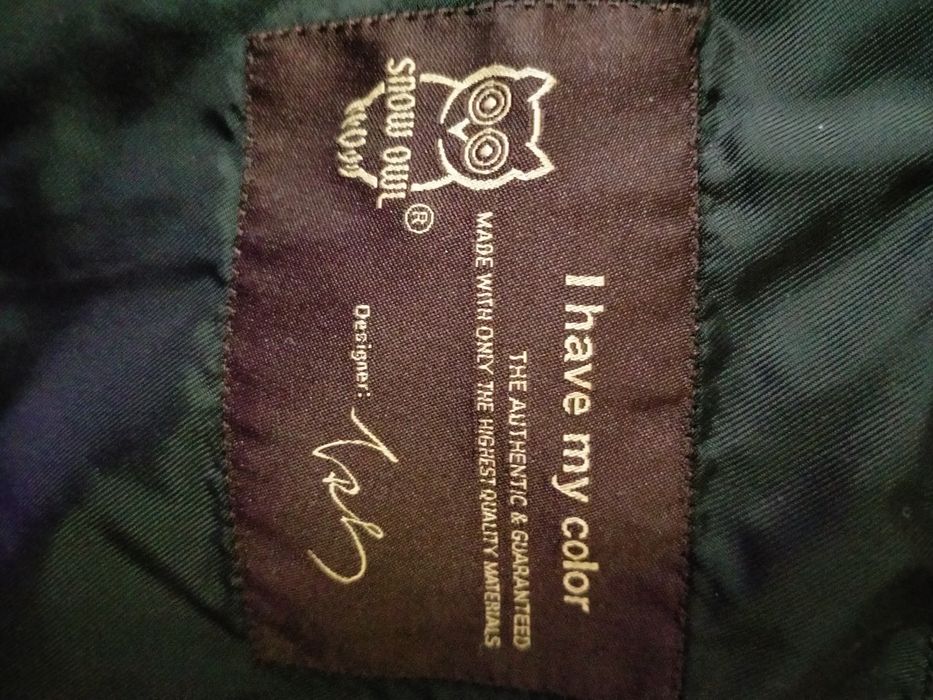 I have my color
THE AUTHENTIC & GUARANTEED
MADE WITH ONLY THE HIGHEST QUALITY MATERIALS
SNOW OWL ®
Designer: